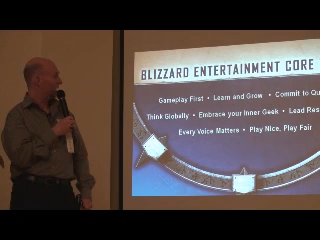 BLIZZARD ENTERTAINMENT CORE
Gameplay First • Learn and Grow • Commit to Qu
Think Globally • Embrace your Inner Geek • Lead Res
Every Voice Matters • Play Nice, Play Fair